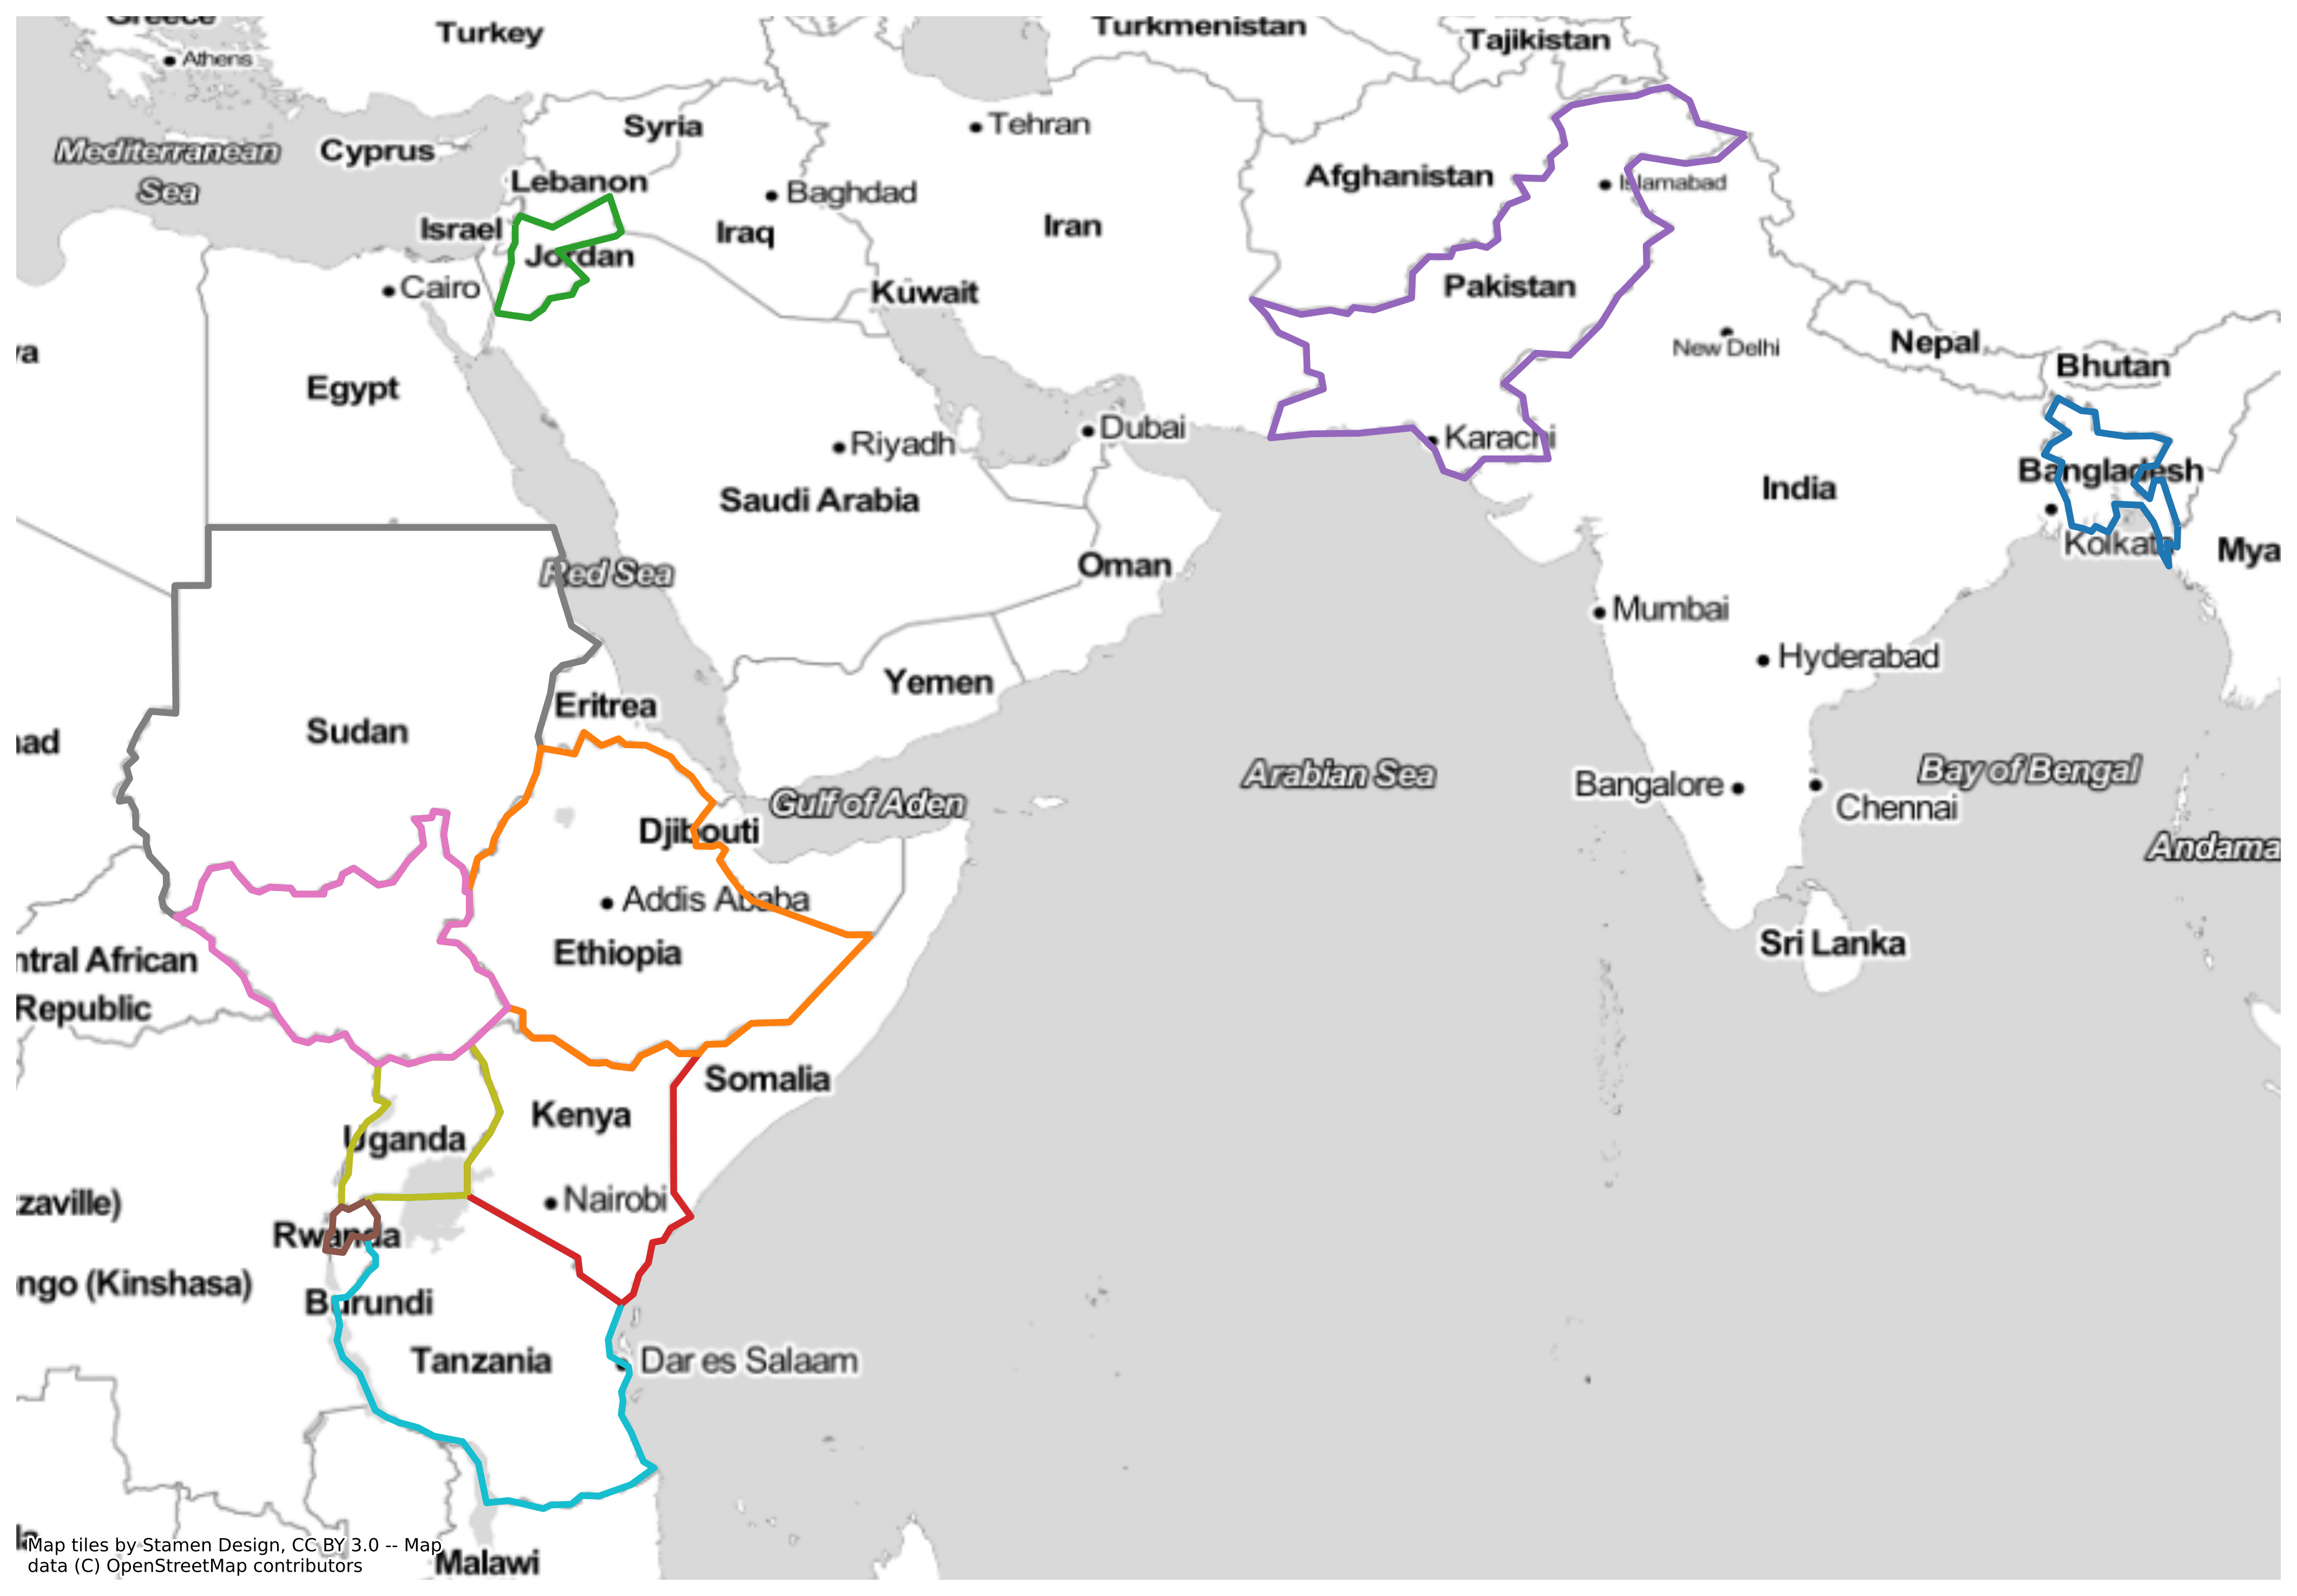 Greece
Turkey
Turkmenistan
Tajikistan
Athens
Syria
Tehran
Mediterranean
Sea
Cyprus
Lebanon
Baghdad
Afghanistan
Islamabad
Israel
Iraq
Iran
Jordan
Cairo
Kuwait
Pakistan
New Delhi
Nepal
Bhutan
ya
Egypt
Riyadh
Dubai
Karachi
Saudi Arabia
India
Bangladesh
Kolkata
Mya
Red Sea
Oman
Mumbai
Hyderabad
Yemen
Eritrea
Sudan
ad
Arabian Sea
Bay of Bengal
Gulf of Aden
Bangalore
Chennai
Djibouti
Andama
Addis Ababa
Ethiopia
Sri Lanka
ntral African
Republic
Somalia
Kenya
Uganda
Nairobi
zzaville)
Rwanda
ngo (Kinshasa)
Burundi
Tanzania
Dar es Salaam
la
Map tiles by Stamen Design, CC BY 3.0 -- Map
data (C) OpenStreetMap contributors
Malawi